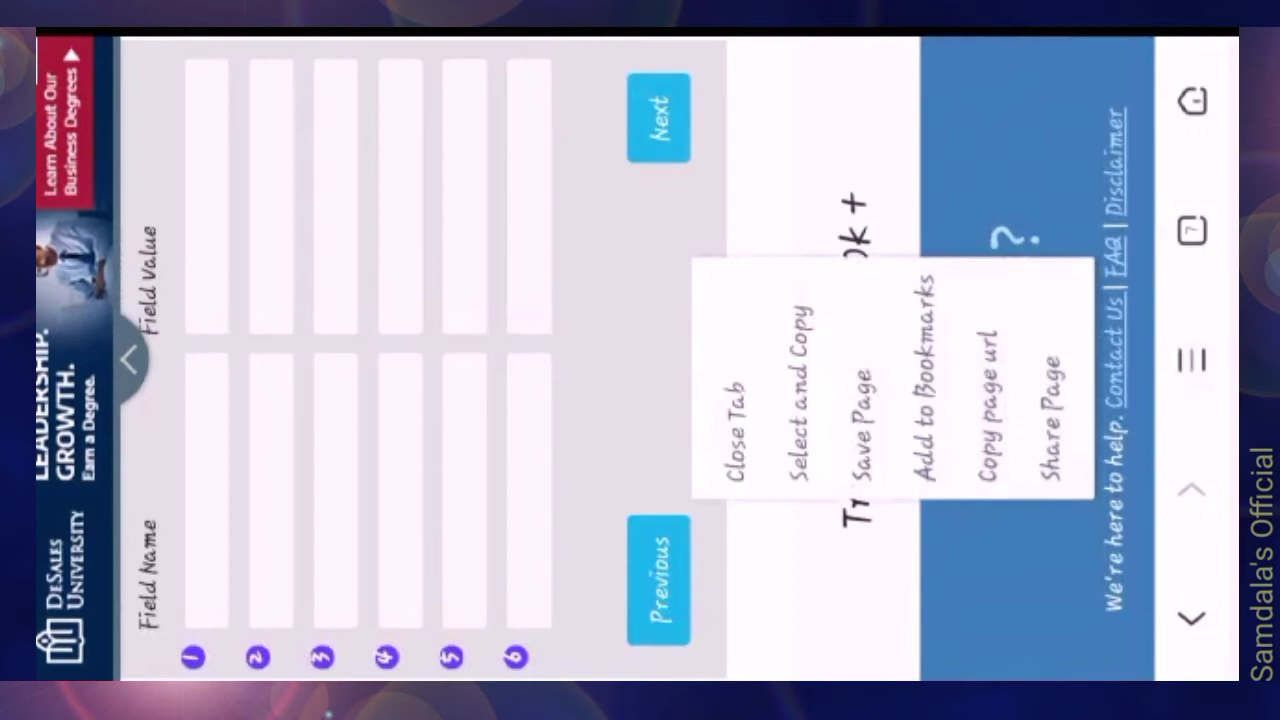 LEADERSHIP.
GROWTH.
Earn a Degree.
DESALES
UNIVERSITY
Learn About Our
Business Degrees
Field Name
Field Value
1
2
3
4
5
6
Previous
Next
Close Tab
Select and Copy
Save Page
Add to Bookmarks
Copy page url
Share Page
?
We're here to help. Contact Us | FAQ | Disclaimer
7
Samdala's Official